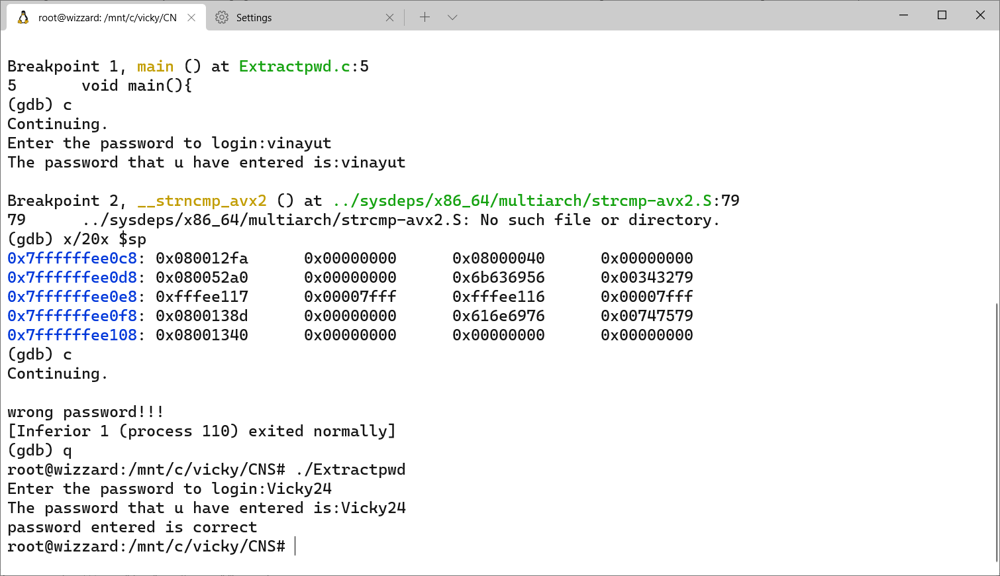 root@wizzard: /mnt/c/vicky/CN
Settings
Breakpoint 1, main () at Extractpwd.c:5
5       void main(){
(gdb) c
Continuing.
Enter the password to login:vinayut
The password that u have entered is:vinayut
Breakpoint 2, __strncmp_avx2 () at ../sysdeps/x86_64/multiarch/strcmp-avx2.S:79
79      ../sysdeps/x86_64/multiarch/strcmp-avx2.S: No such file or directory.
(gdb) x/20x $sp
0x7ffffffee0c8: 0x080012fa      0x00000000      0x08000040      0x00000000
0x7ffffffee0d8: 0x080052a0      0x00000000      0x6b636956      0x00343279
0x7ffffffee0e8: 0xfffee117      0x00007fff      0xfffee116      0x00007fff
0x7ffffffee0f8: 0x0800138d      0x00000000      0x616e6976      0x00747579
0x7ffffffee108: 0x08001340      0x00000000      0x00000000      0x00000000
(gdb) c
Continuing.
wrong password!!!
[Inferior 1 (process 110) exited normally]
(gdb) q
root@wizzard:/mnt/c/vicky/CNS# ./Extractpwd
Enter the password to login:Vicky24
The password that u have entered is:Vicky24
password entered is correct
root@wizzard:/mnt/c/vicky/CNS#